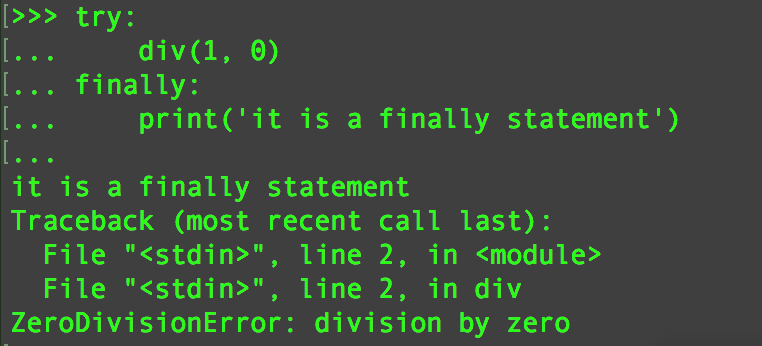 [>>> try:
[...     div(1, 0)
[... finally:
[...     print('it is a finally statement')
[...
it is a finally statement
Traceback (most recent call last):
  File "<stdin>", line 2, in <module>
  File "<stdin>", line 2, in div
ZeroDivisionError: division by zero